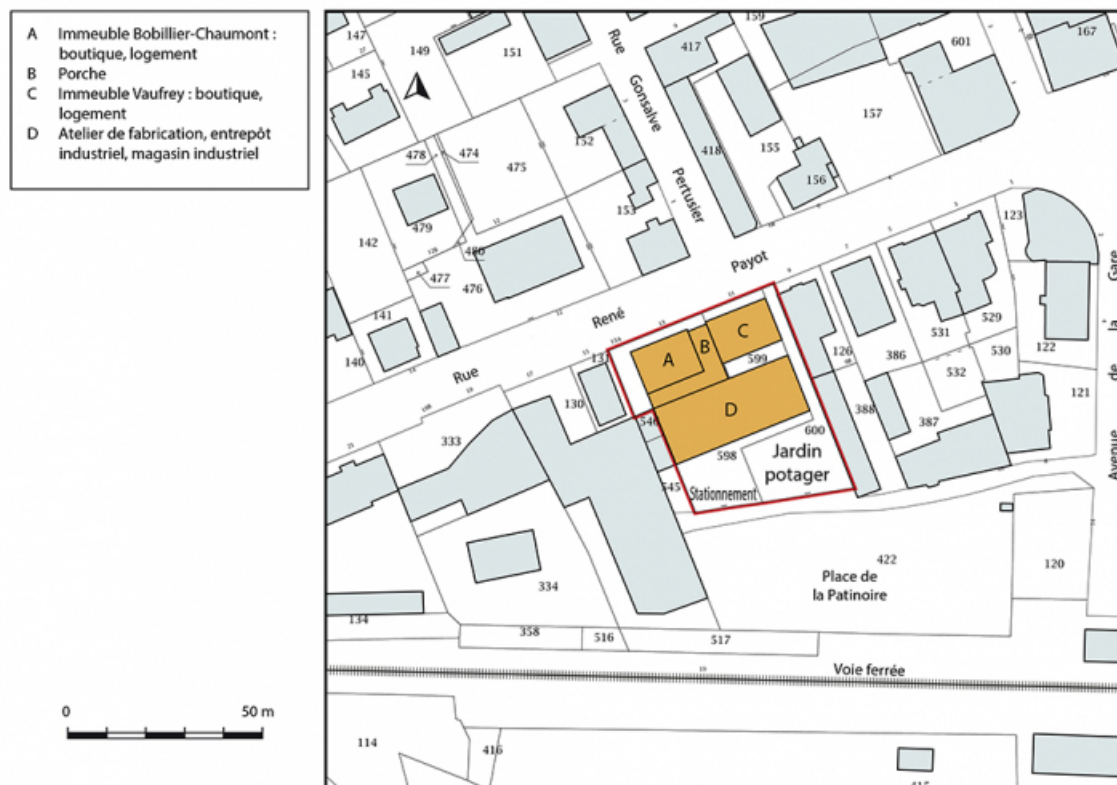 A Immeuble Bobillier-Chaumont :
boutique, logement
B Porche
C Immeuble Vaufrey : boutique,
logement
D Atelier de fabrication, entrepôt
industriel, magasin industriel
0 50 m
147
149
151
145
Rue Gonsalve Pertusier
417
159
601
167
478
474
475
152
418
155
157
156
479
153
142
480
477
476
141
140
Rue René Payot
123
A
B
C
D
599
126
386
531
529
530
122
532
121
130
546
388
387
333
598
600
Jardin
potager
545
Stationnement
Avenue de la Gare
334
422
Place de
la Patinoire
120
134
358
516
517
Voie ferrée
114
416